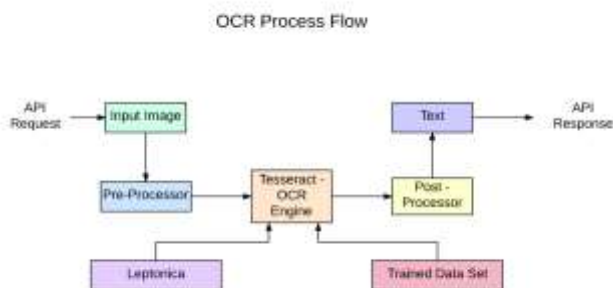 OCR Process Flow
API
Request
Input Image
Text
API
Response
Pre-Processor
Tesseract -
OCR
Engine
Post -
Processor
Leptonica
Trained Data Set